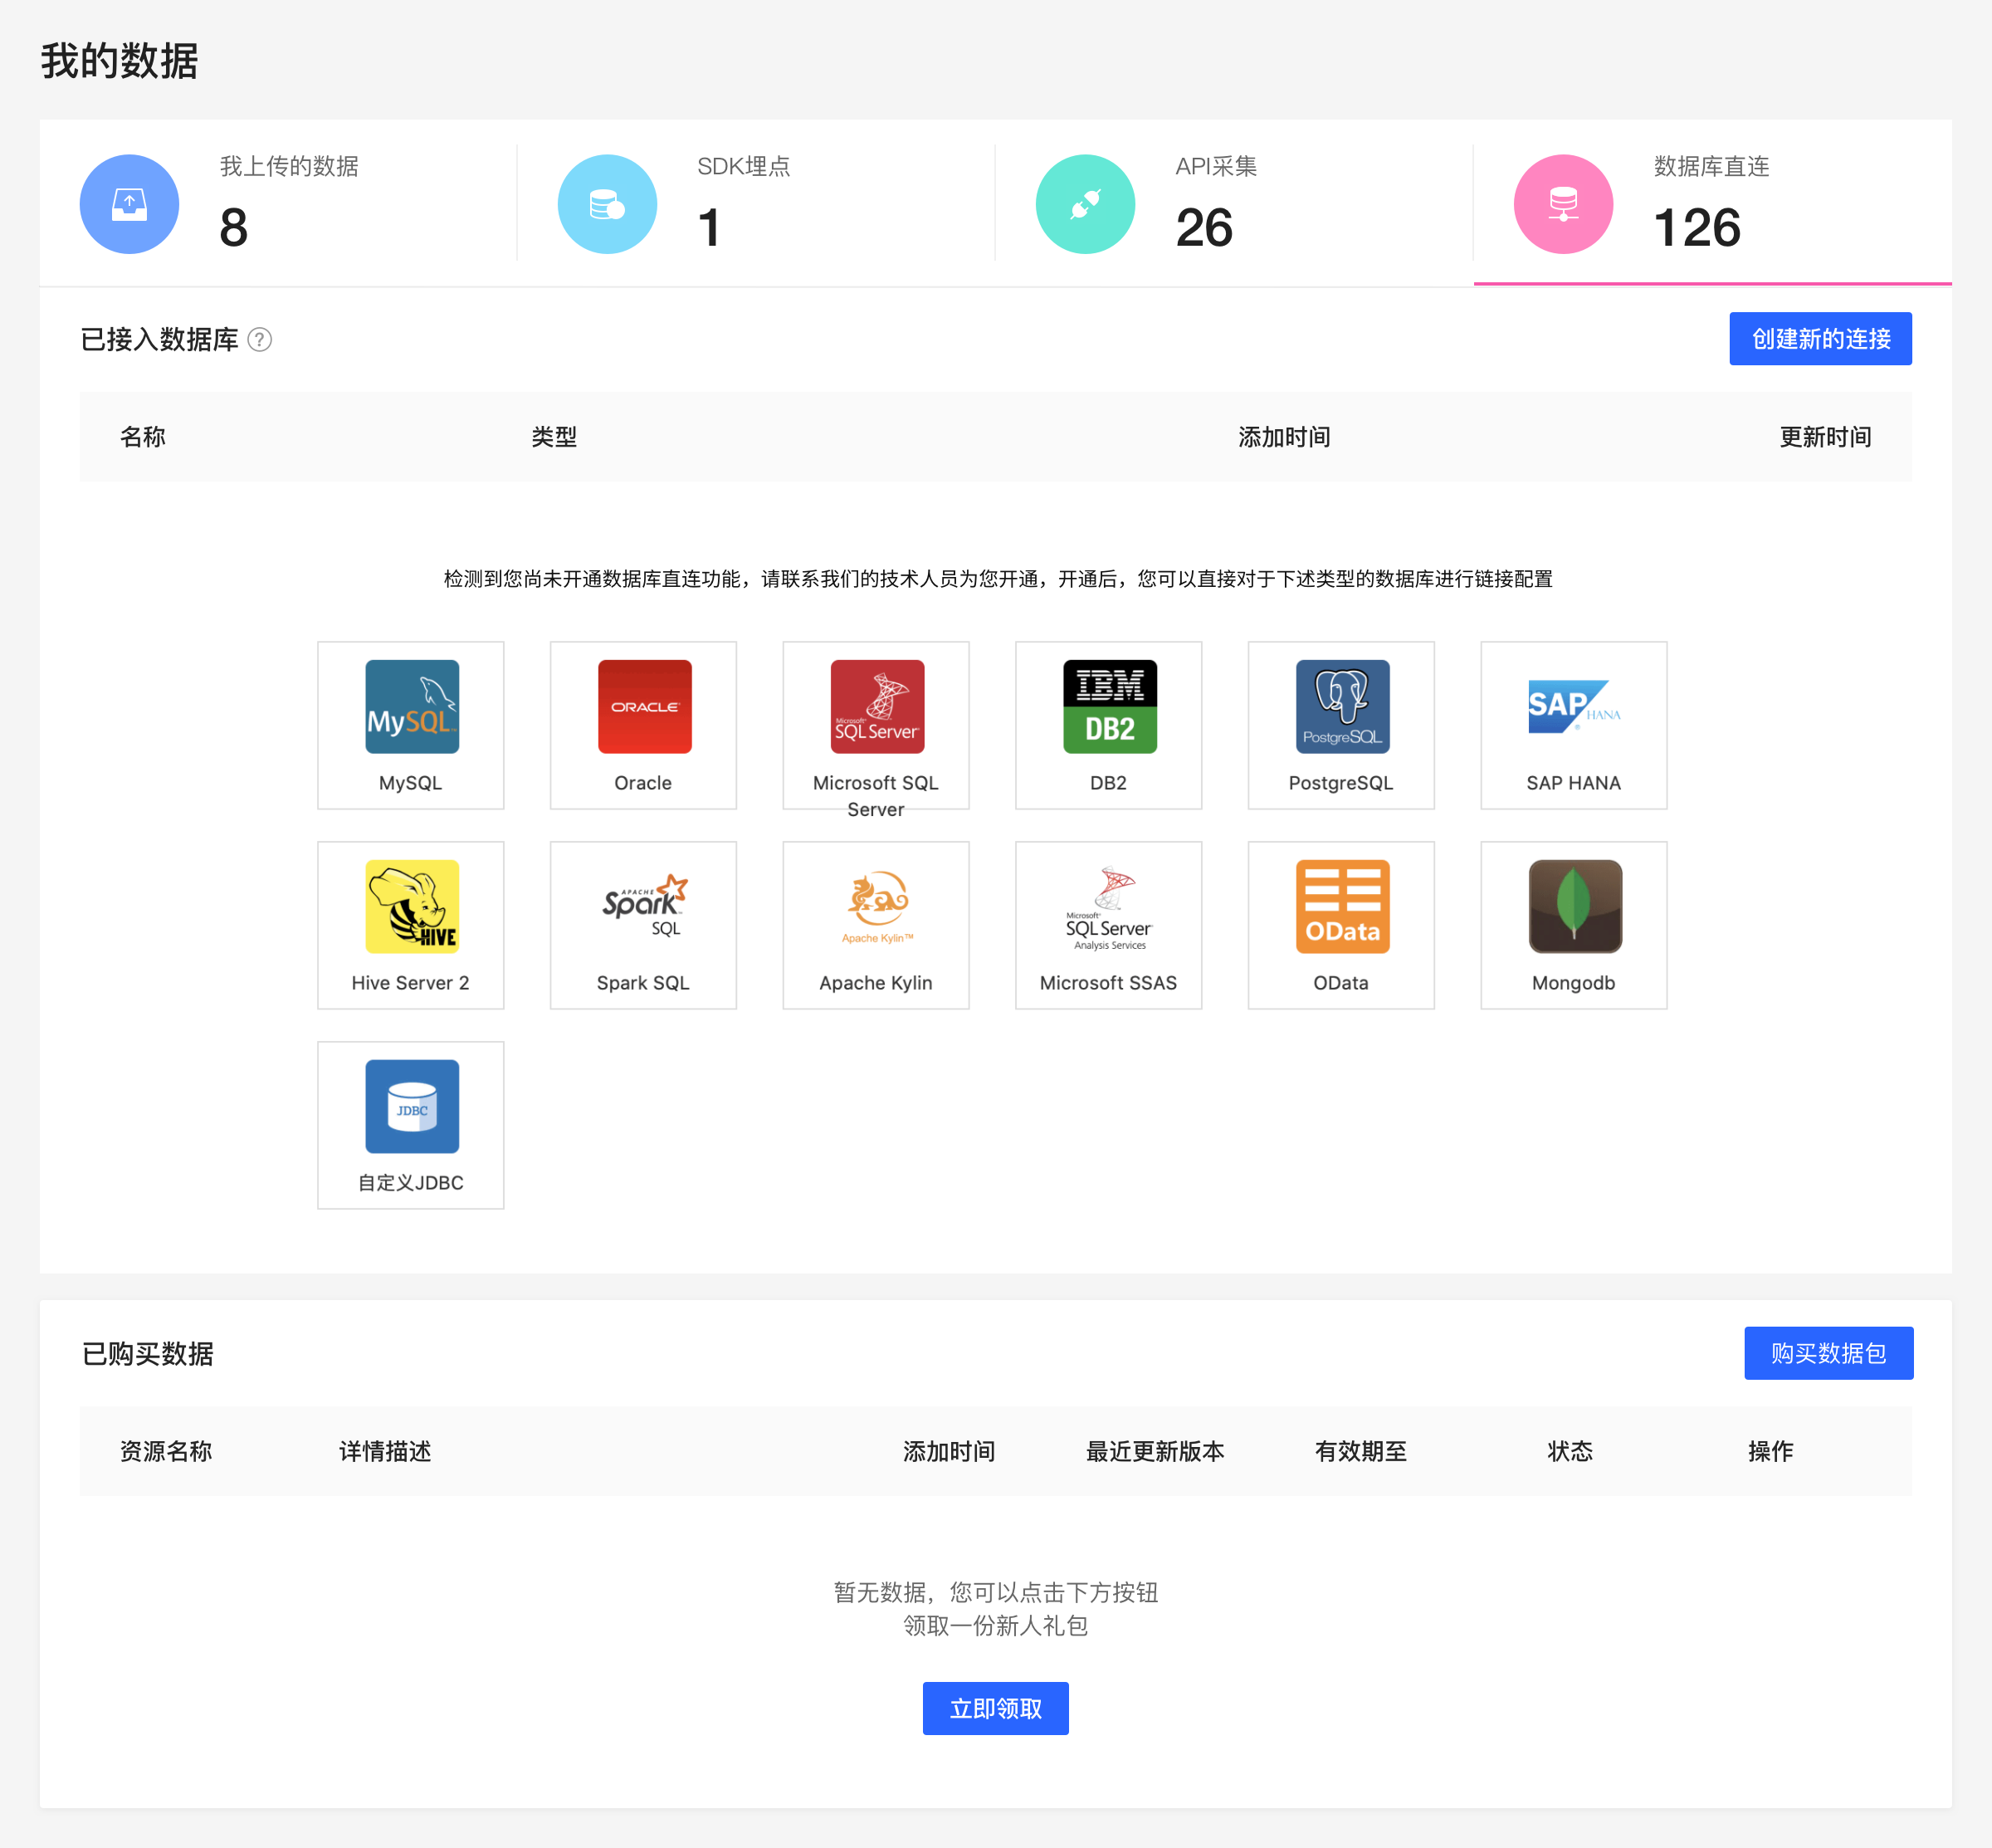 我的数据
我上传的数据
8
SDK埋点
1
API采集
26
数据库直连
126
已接入数据库 ?
创建新的连接
名称 类型 添加时间 更新时间
检测到您尚未开通数据库直连功能，请联系我们的技术人员为您开通，开通后，您可以直接对于下述类型的数据库进行链接配置
MySQL
MySQL
ORACLE
Oracle
Microsoft
SQL Server
Microsoft SQL
Server
IBM
DB2
DB2
PostgreSQL
PostgreSQL
SAP HANA
SAP HANA
HIVE
Hive Server 2
APACHE
Spark
SQL
Spark SQL
Apache Kylin™
Apache Kylin
Microsoft
SQL Server
Analysis Services
Microsoft SSAS
OData
OData
Mongodb
JDBC
自定义JDBC
已购买数据
购买数据包
资源名称 详情描述 添加时间 最近更新版本 有效期至 状态 操作
暂无数据，您可以点击下方按钮
领取一份新人礼包
立即领取